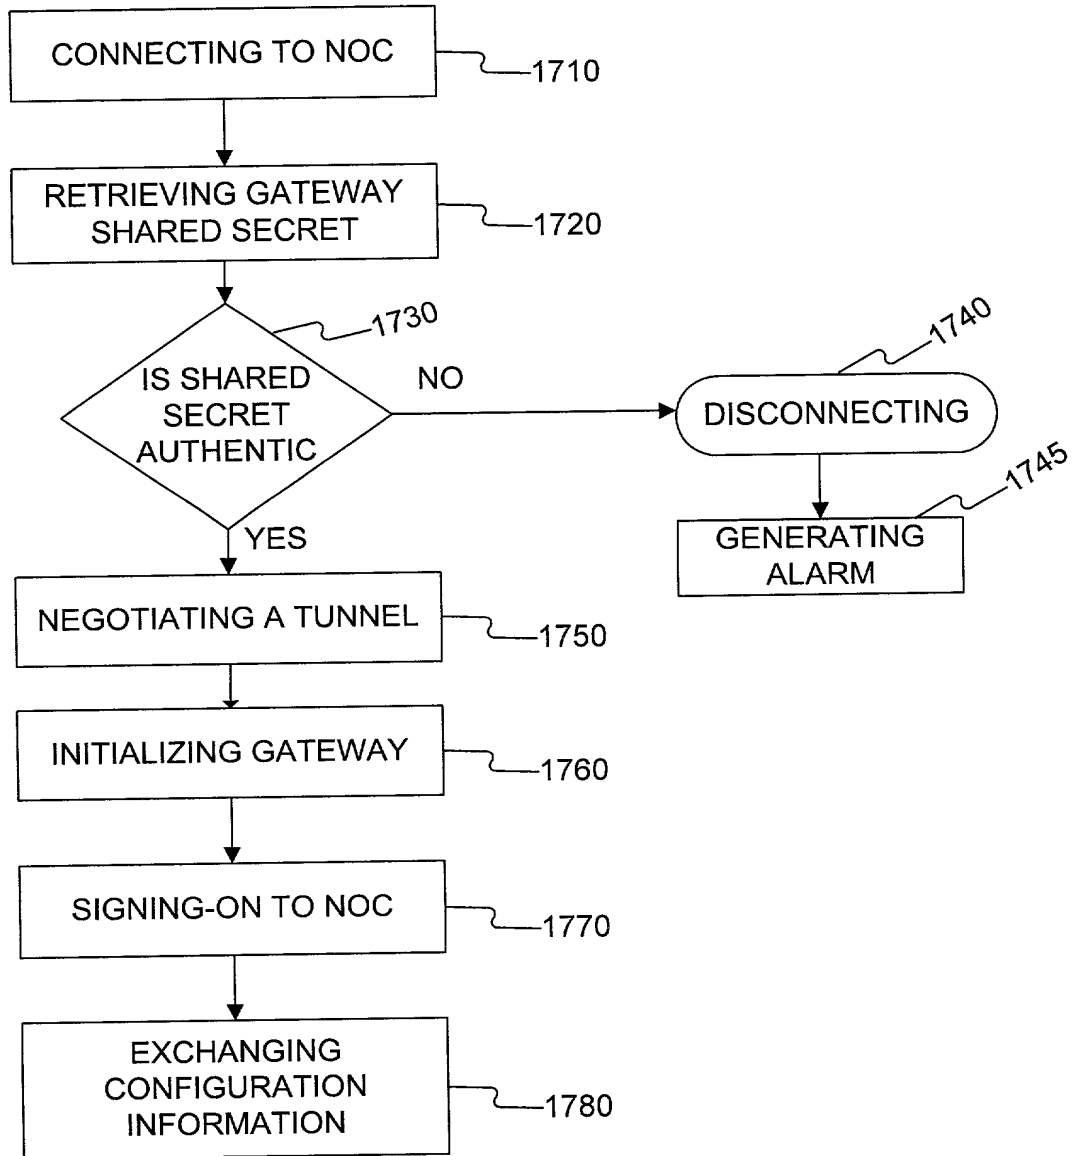 CONNECTING TO NOC
1710
RETRIEVING GATEWAY
SHARED SECRET
1720
1730
IS SHARED
SECRET
AUTHENTIC
NO
1740
DISCONNECTING
1745
GENERATING
ALARM
YES
NEGOTIATING A TUNNEL
1750
INITIALIZING GATEWAY
1760
SIGNING-ON TO NOC
1770
EXCHANGING
CONFIGURATION
INFORMATION
1780